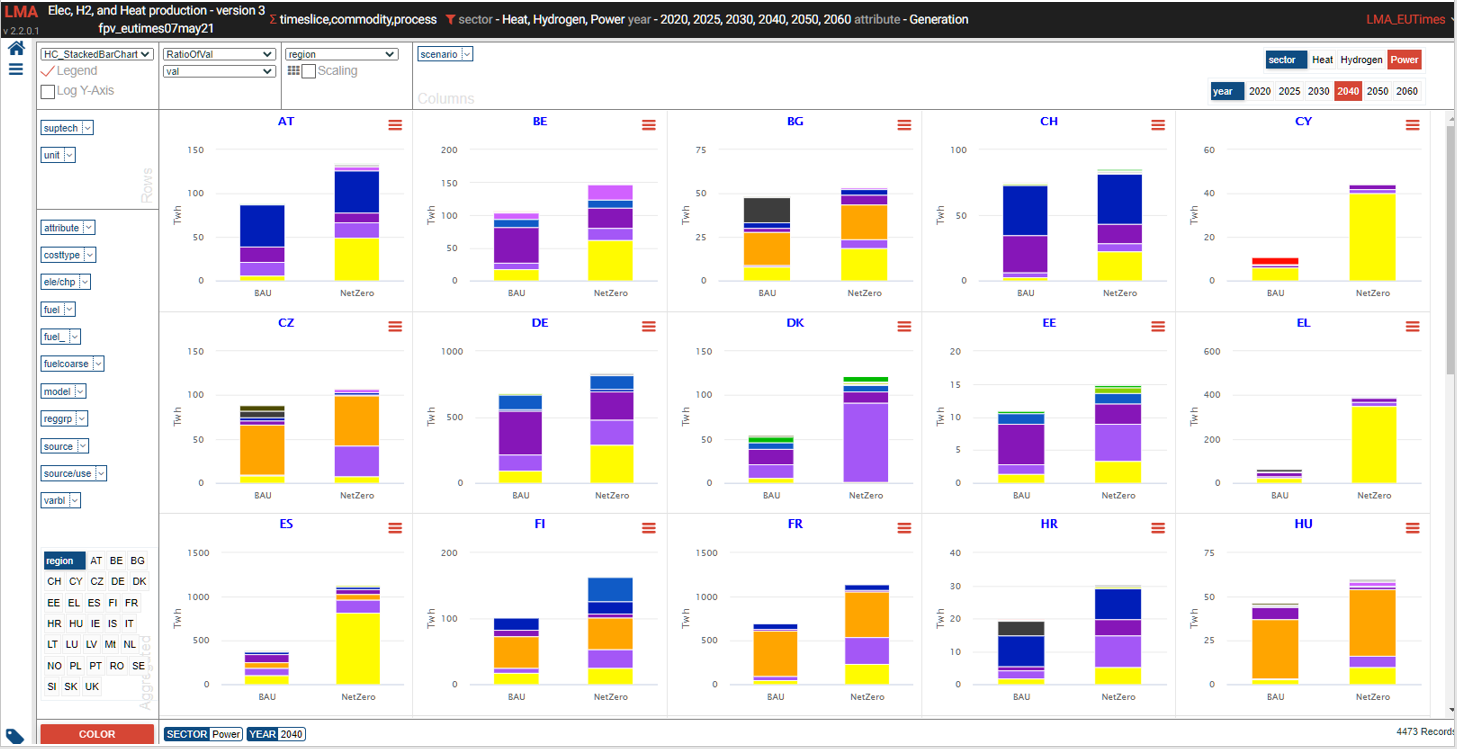 LMA Elec, H2, and Heat production - version 3 Σ timeslice,commodity,process sector - Heat, Hydrogen, Power year - 2020, 2025, 2030, 2040, 2050, 2060 attribute - Generation LMA_EUTimes
v 2.2.0.1 fpv_eutimes07may21
HC_StackedBarChart RatioOfVal region scenario sector Heat Hydrogen Power
Legend val Scaling
Log Y-Axis Columns year 2020 2025 2030 2040 2050 2060
suptech
unit
Rows
attribute
costtype
ele/chp
fuel
fuel_
fuelcoarse
model
reggrp
source
source/use
varbl
region AT BE BG
CH CY CZ DE DK
EE EL ES FI FR
HR HU IE IS IT
LT LU LV Mt NL
NO PL PT RO SE
SI SK UK
Aggregated
COLOR
AT
150
100
50
0
Twh
BAU NetZero
BE
200
150
100
50
0
Twh
BAU NetZero
BG
75
50
25
0
Twh
BAU NetZero
CH
100
50
0
Twh
BAU NetZero
CY
60
40
20
0
Twh
BAU NetZero
CZ
150
100
50
0
Twh
BAU NetZero
DE
1000
500
0
Twh
BAU NetZero
DK
150
100
50
0
Twh
BAU NetZero
EE
20
15
10
5
0
Twh
BAU NetZero
EL
600
400
200
0
Twh
BAU NetZero
ES
1500
1000
500
0
Twh
BAU NetZero
FI
200
100
0
Twh
BAU NetZero
FR
1500
1000
500
0
Twh
BAU NetZero
HR
40
30
20
10
0
Twh
BAU NetZero
HU
75
50
25
0
Twh
BAU NetZero
SECTOR Power YEAR 2040 4473 Records